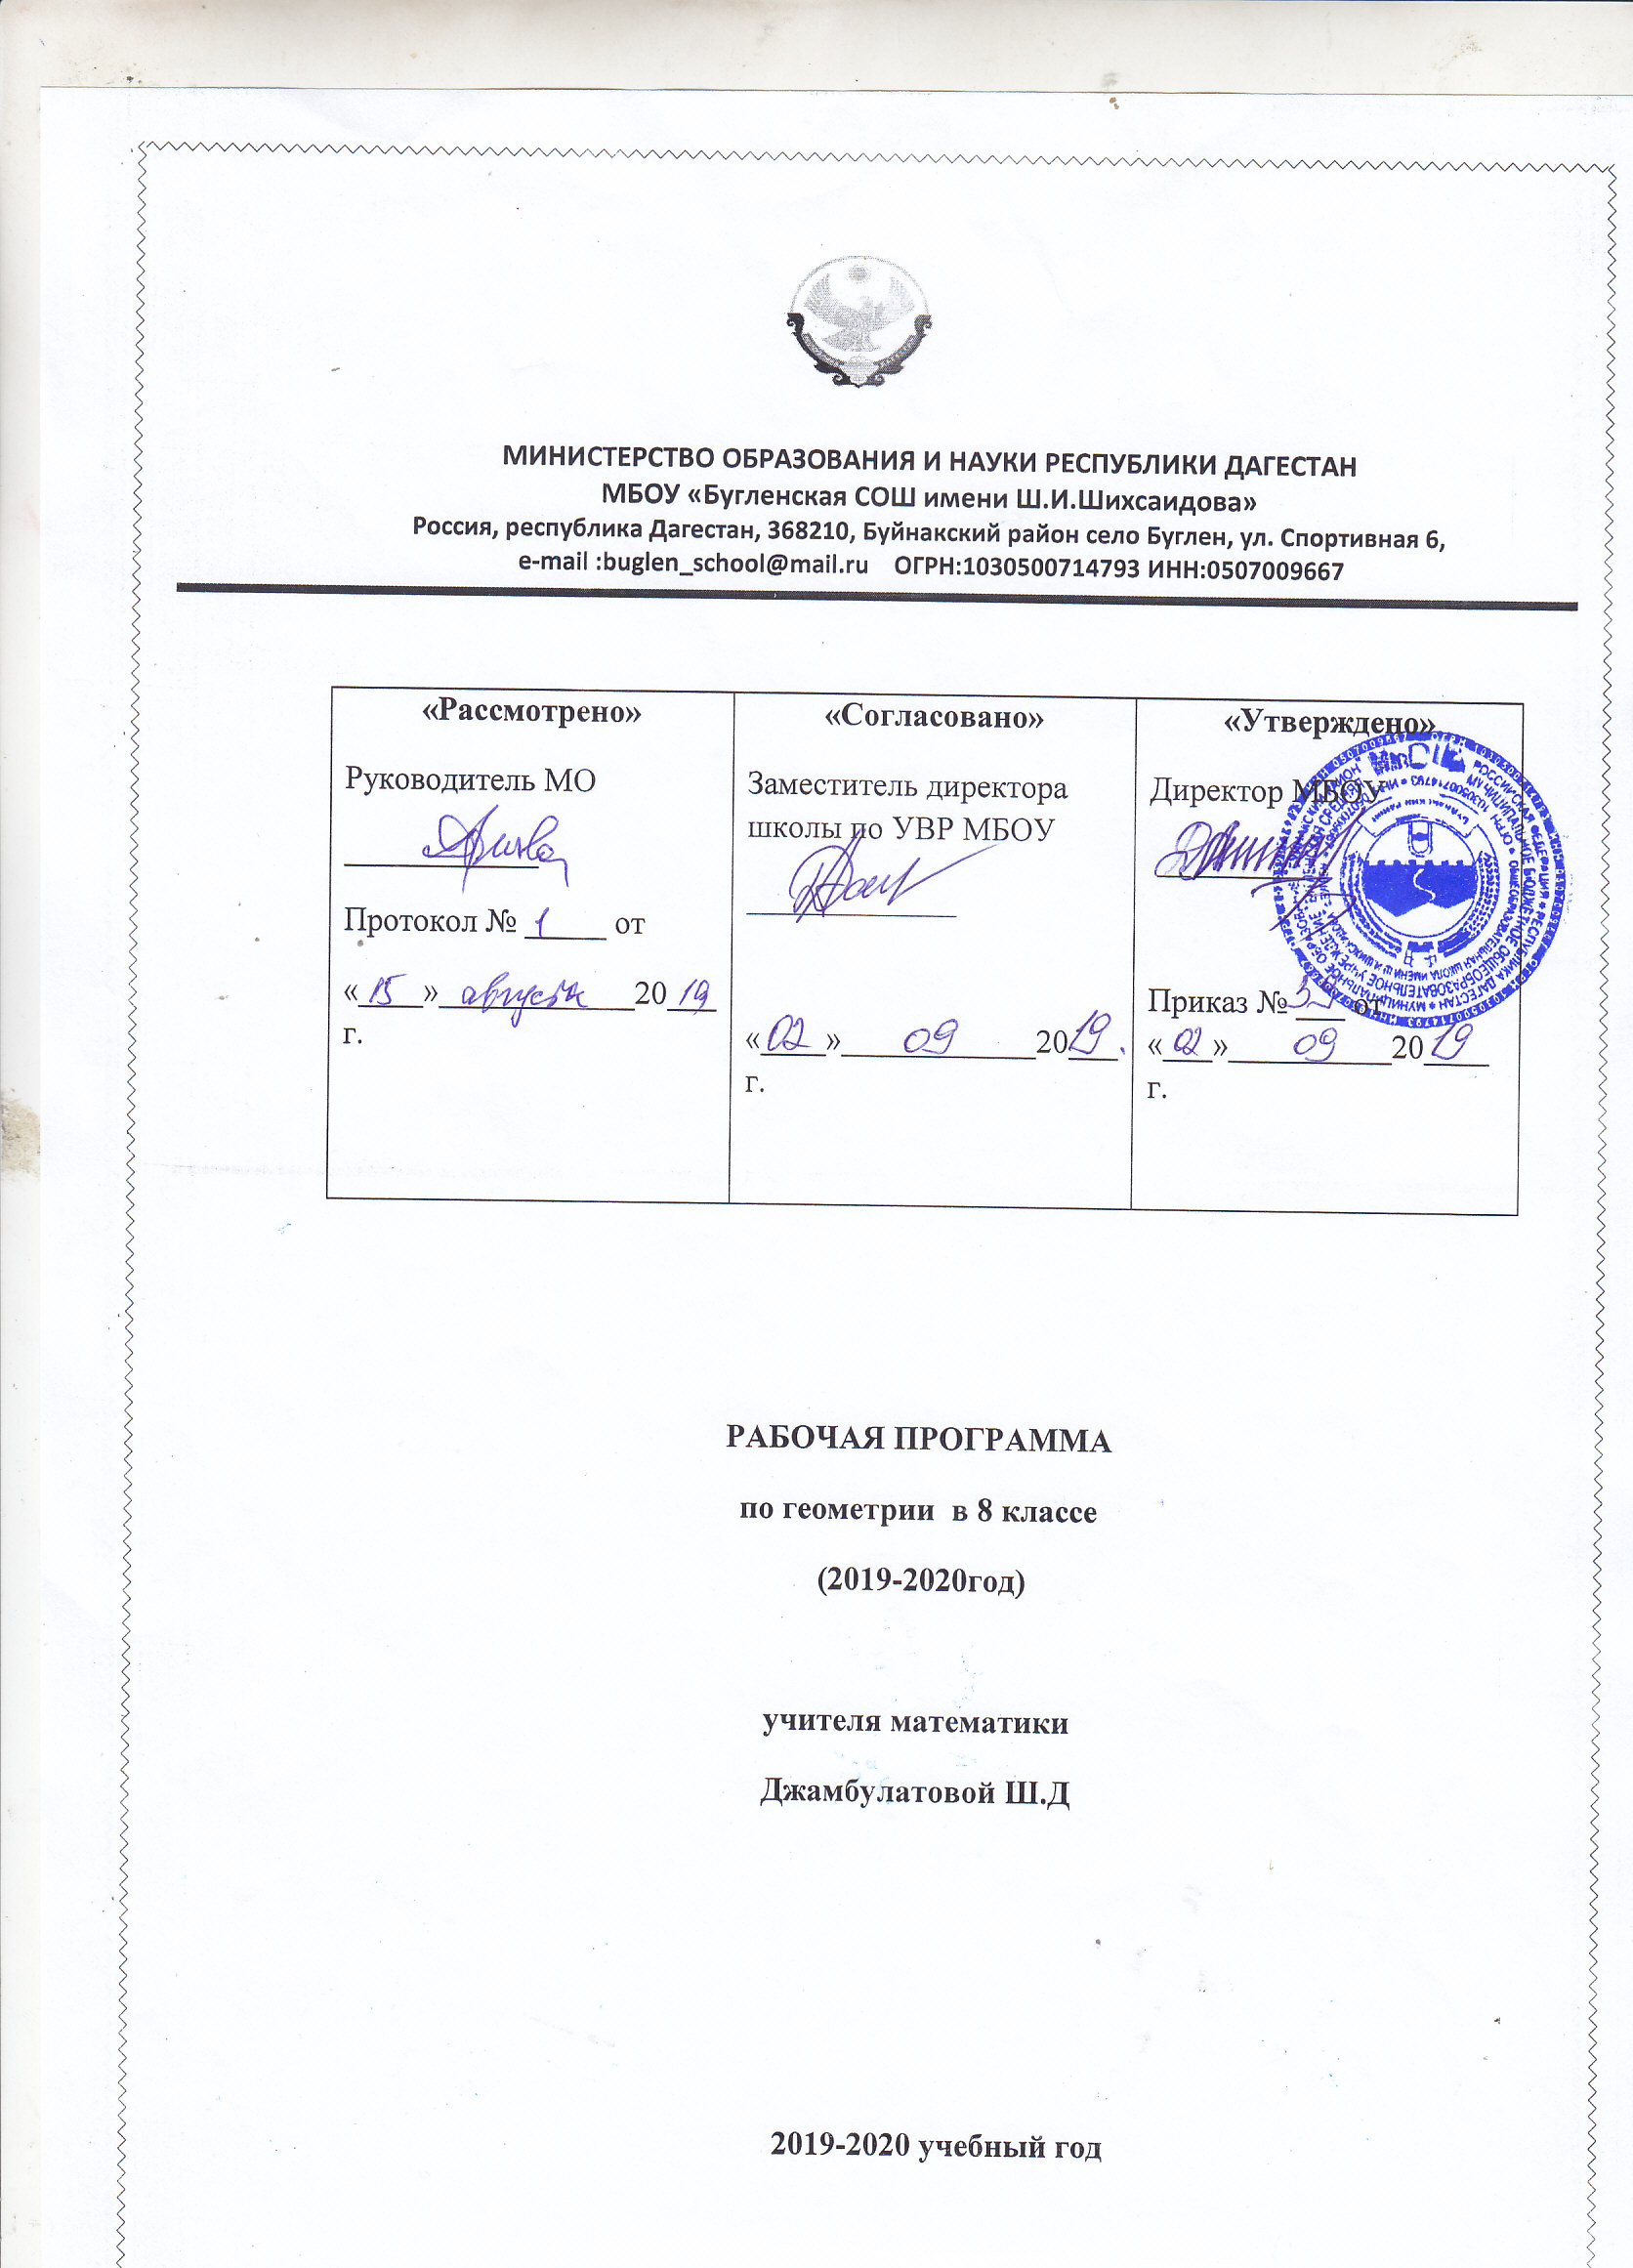 МИНИСТЕРСТВО ОБРАЗОВАНИЯ И НАУКИ РЕСПУБЛИКИ ДАГЕСТАН
МБОУ «Бугленская СОШ имени Ш.И.Шихсаидова»
Россия, республика Дагестан, 368210, Буйнакский район село Буглен, ул. Спортивная 6,
e-mail :buglen_school@mail.ru ОГРН:1030500714793 ИНН:0507009667
«Рассмотрено»
Руководитель МО
Протокол № 1 от
«15» августа 2019
г.
«Согласовано»
Заместитель директора
школы по УВР МБОУ
«02» 09 2019.
г.
«Утверждено»
Директор МБОУ
Приказ № от
«02» 09 2019
г.
РАБОЧАЯ ПРОГРАММА
по геометрии в 8 классе
(2019-2020год)
учителя математики
Джамбулатовой Ш.Д
2019-2020 учебный год